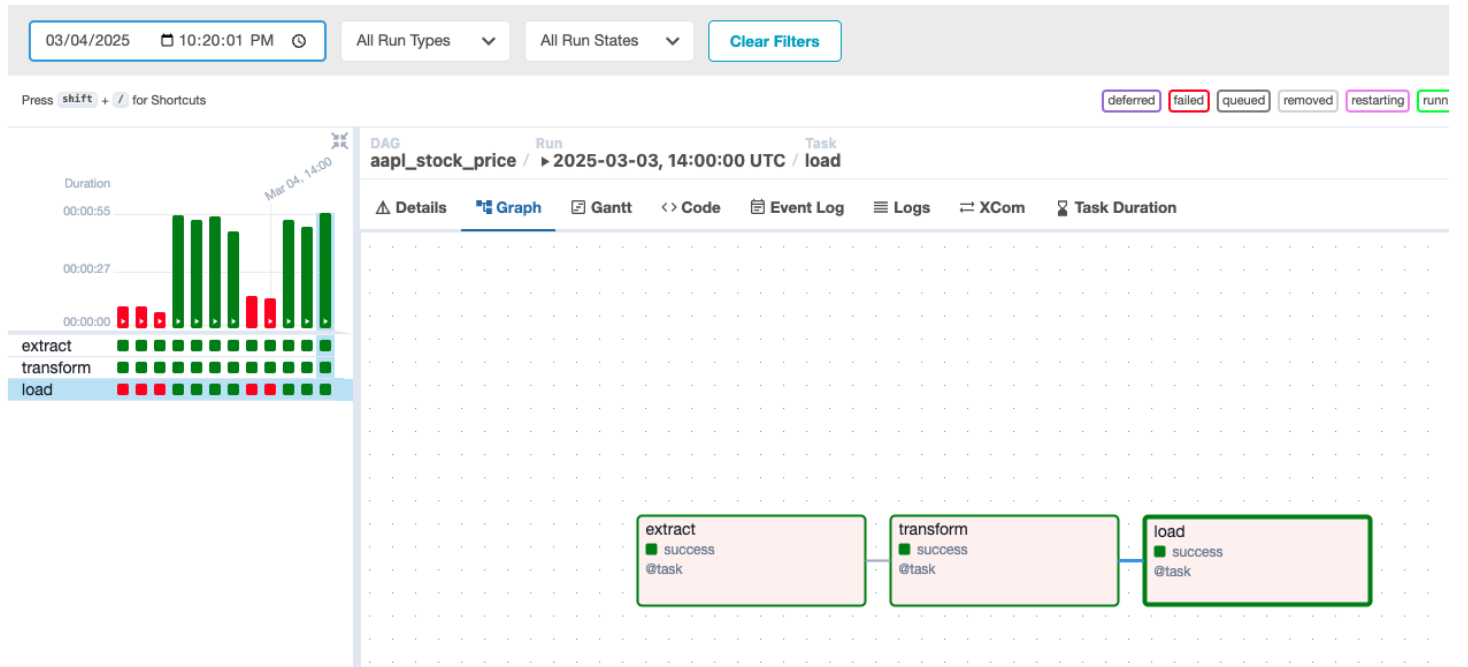 03/04/2025 10:20:01 PM All Run Types All Run States Clear Filters
Press shift + / for Shortcuts
deferred failed queued removed restarting runn
DAG Run Task
aapl_stock_price / 2025-03-03, 14:00:00 UTC / load
Details Graph Gantt <> Code Event Log Logs XCom Task Duration
Mar 04, 14:00
Duration
00:00:55
00:00:27
00:00:00
extract
transform
load
extract
success
@task
transform
success
@task
load
success
@task